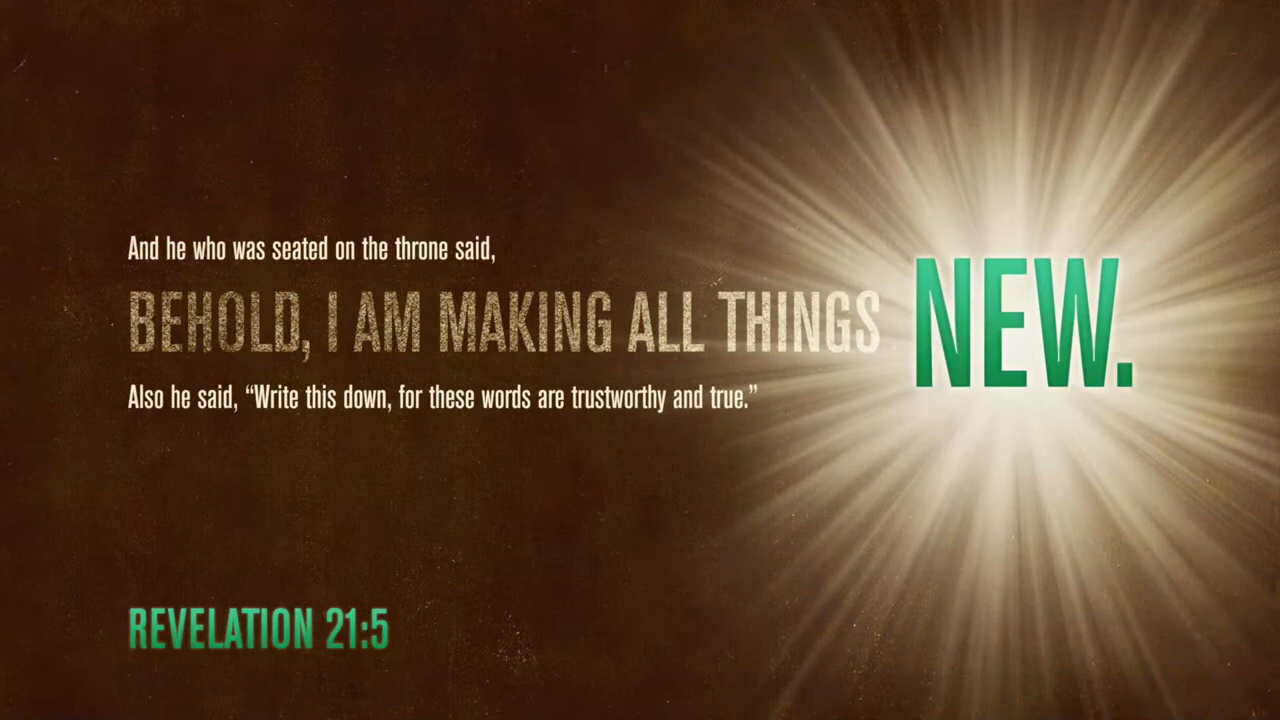 And he who was seated on the throne said,
BEHOLD, I AM MAKING ALL THINGS NEW.
Also he said, “Write this down, for these words are trustworthy and true.”
REVELATION 21:5